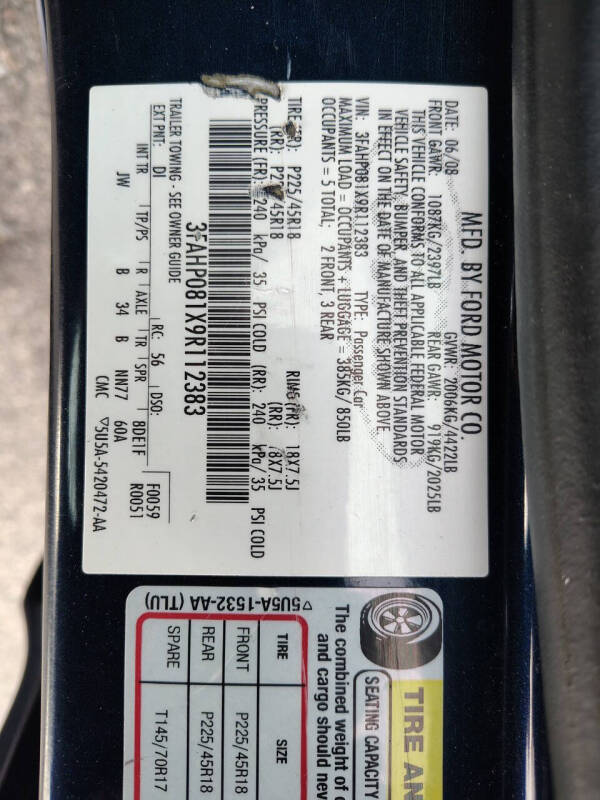 MFD. BY FORD MOTOR CO.
DATE: 06/08 GVWR: 2006KG/4422LB
FRONT GAWR: 1087KG/2397LB REAR GAWR: 919KG/2025LB
THIS VEHICLE CONFORMS TO ALL APPLICABLE FEDERAL MOTOR
VEHICLE SAFETY, BUMPER, AND THEFT PREVENTION STANDARDS
IN EFFECT ON THE DATE OF MANUFACTURE SHOWN ABOVE
VIN: 3FAHP081X9R112383 TYPE: Passenger Car
MAXIMUM LOAD = OCCUPANTS + LUGGAGE = 385KG/ 850LB
OCCUPANTS = 5 TOTAL; 2 FRONT, 3 REAR
TIRE (FR): P225/45R18 RIMS (FR): 18X7.5J
(RR): P225/45R18 (RR): 18X7.5J
PRESSURE (FR): 240 kPa/ 35 PSI COLD (RR): 240 kPa/ 35 PSI COLD
3FAHP081X9R112383
TRAILER TOWING - SEE OWNER GUIDE
EXT PNT: DI RC: 56 DSO: F0059
R0051
INT TR TP/PS R AXLE TR SPR 8DE1F
JW B 34 B NN77 60A
CMC ▽5U5A-5420472-AA
TIRE AN
SEATING CAPACITY
The combined weight of
and cargo should nev
TIRE SIZE
FRONT P225/45R18
REAR P225/45R18
SPARE T145/70R17
▽5U5A-1532-AA (TLU)